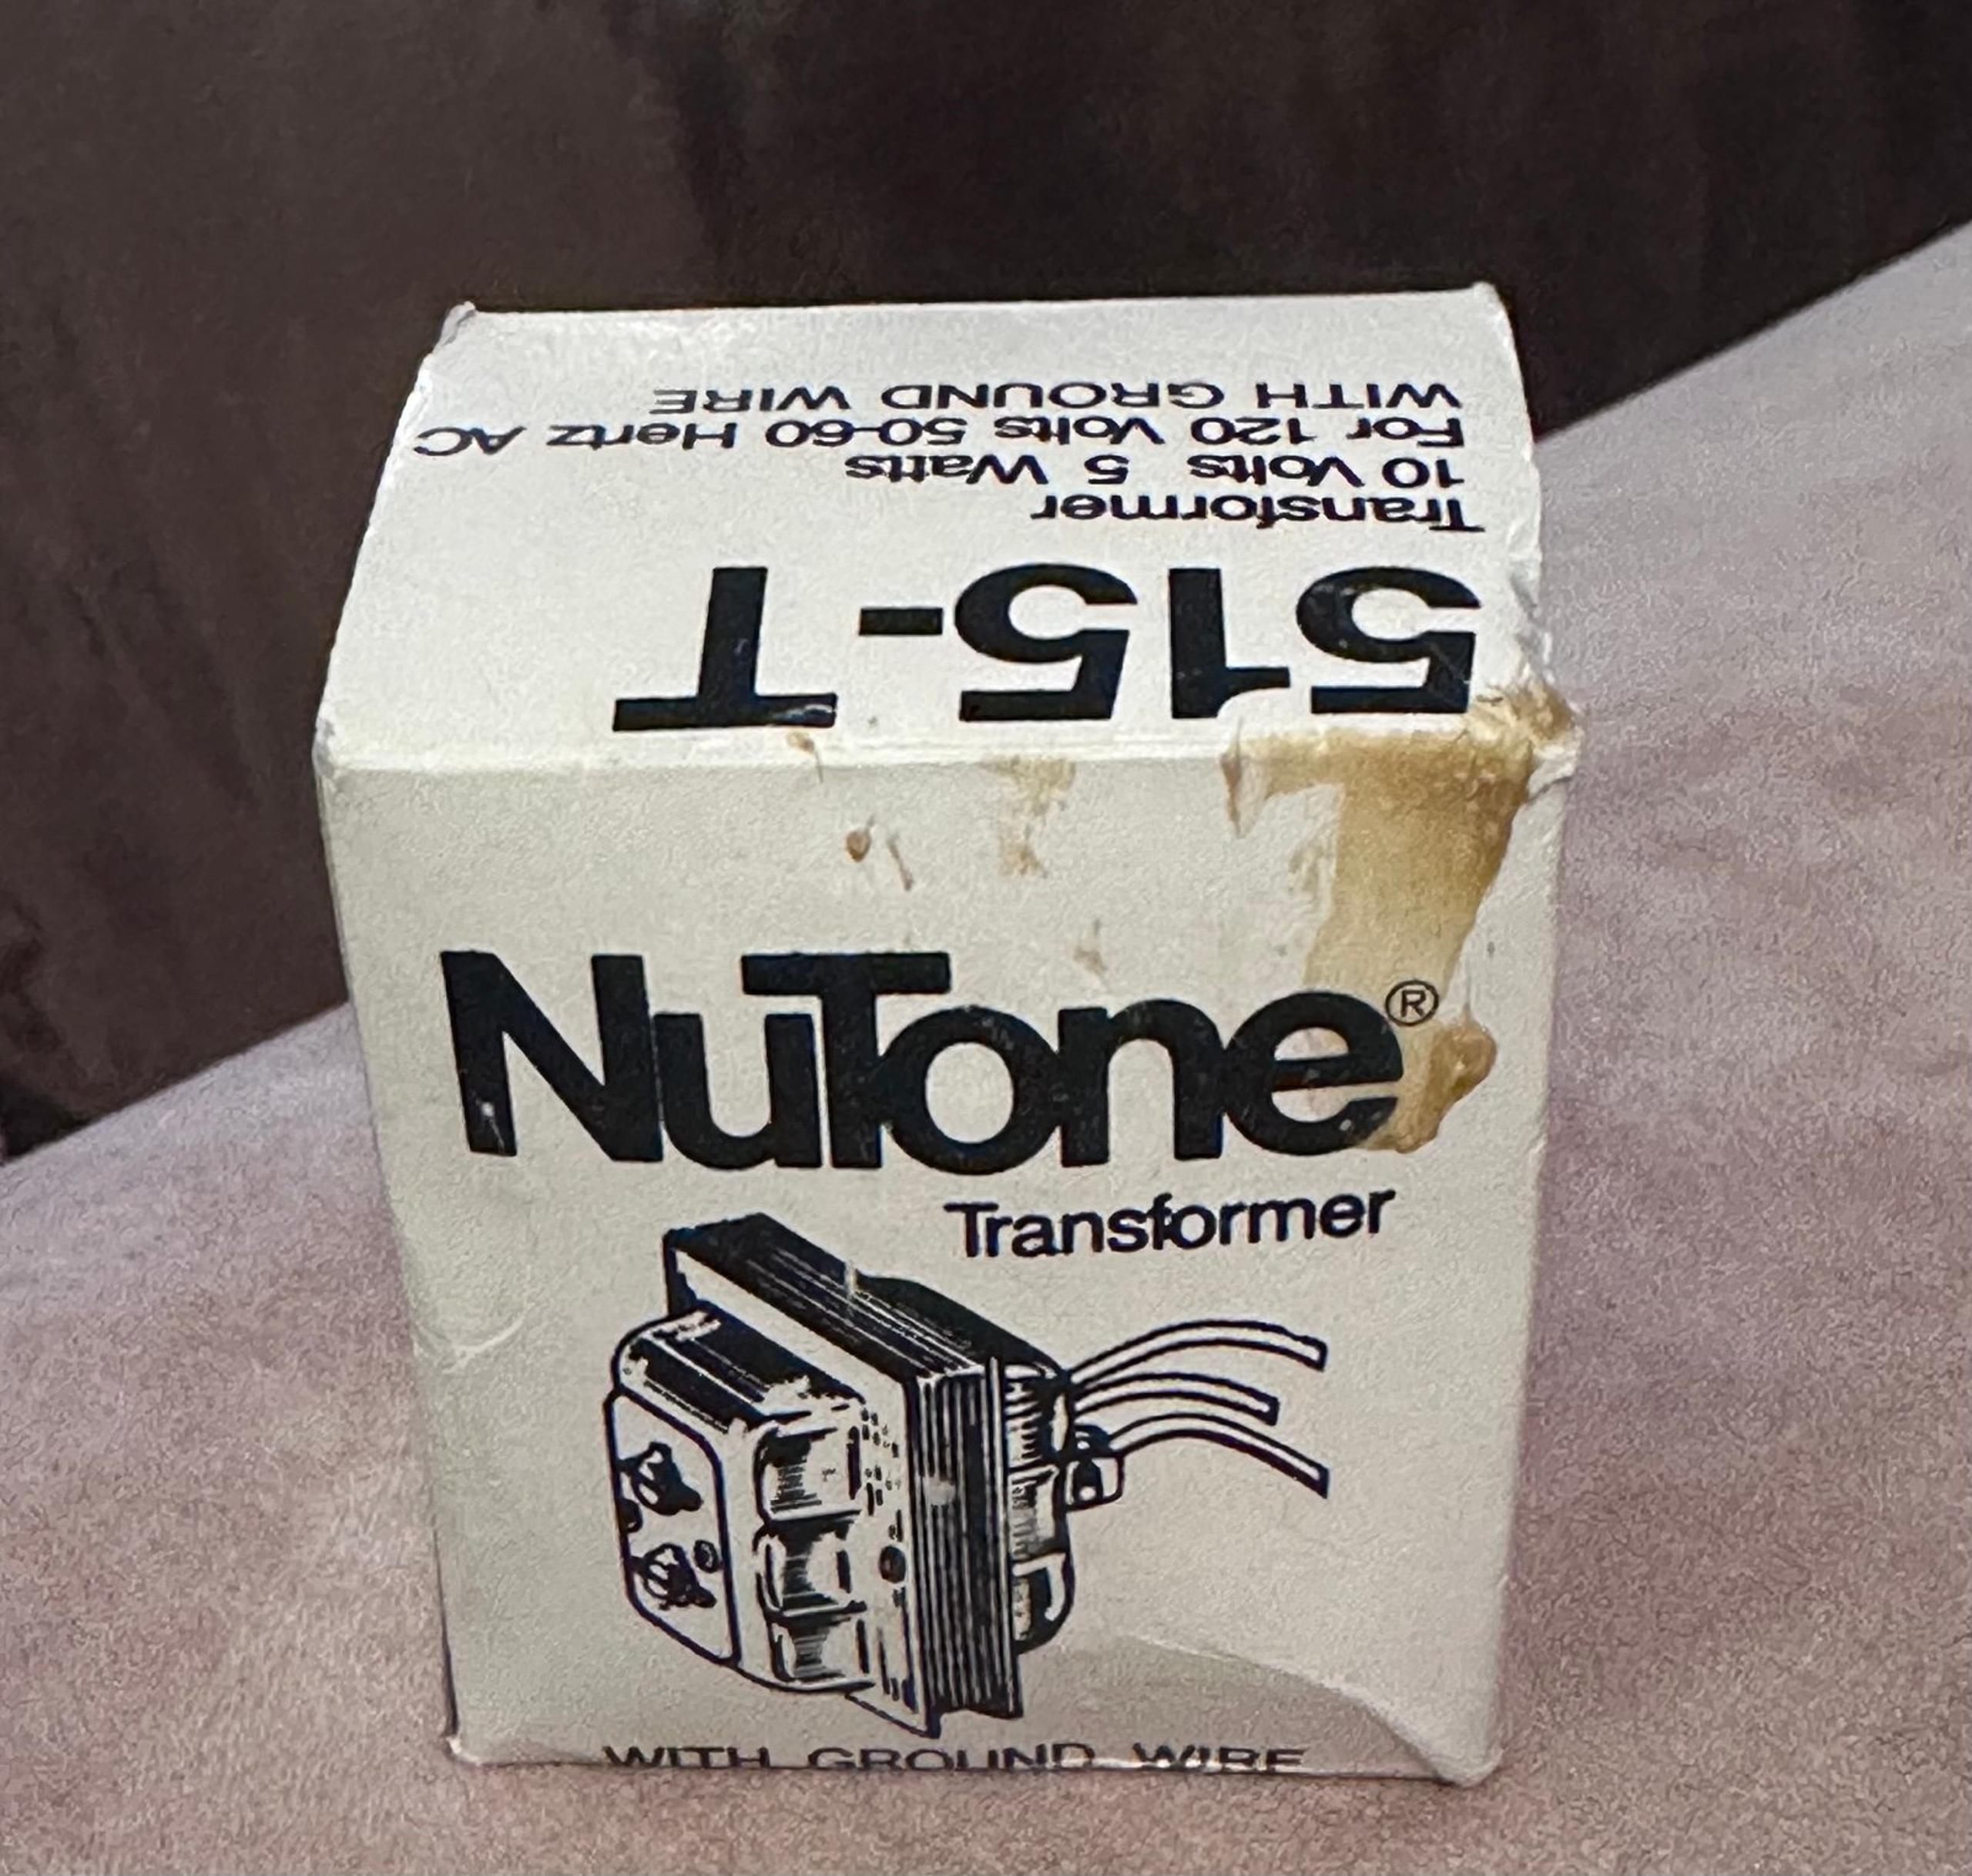 515-T
Transformer
10 Volts 5 Watts
For 120 Volts 50-60 Hertz AC
WITH GROUND WIRE
NuTone®
Transformer
WITH GROUND WIRE